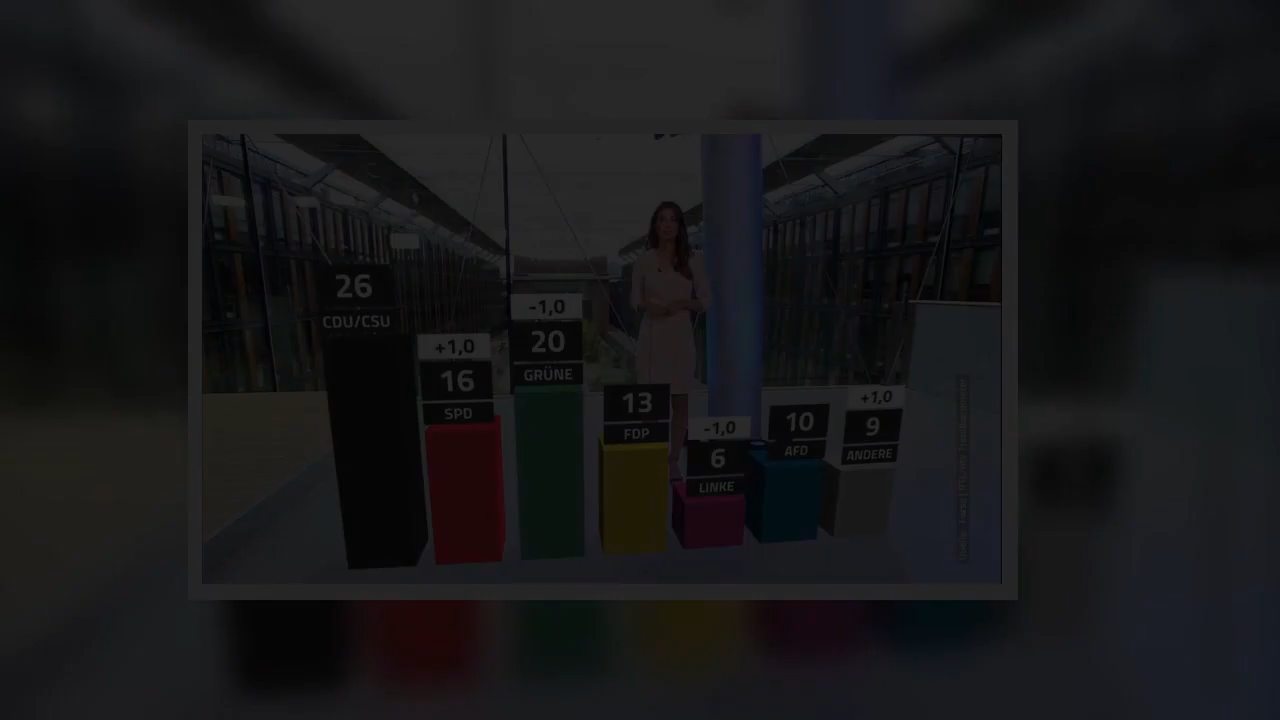 26
CDU/CSU
+1,0
16
SPD
-1,0
20
GRÜNE
13
FDP
-1,0
6
LINKE
10
AFD
+1,0
9
ANDERE